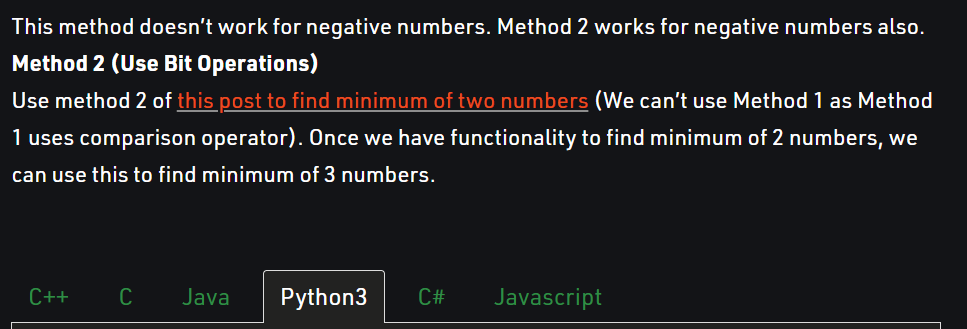 This method doesn’t work for negative numbers. Method 2 works for negative numbers also.
Method 2 (Use Bit Operations)
Use method 2 of this post to find minimum of two numbers (We can’t use Method 1 as Method
1 uses comparison operator). Once we have functionality to find minimum of 2 numbers, we
can use this to find minimum of 3 numbers.
C++ C Java Python3 C# Javascript